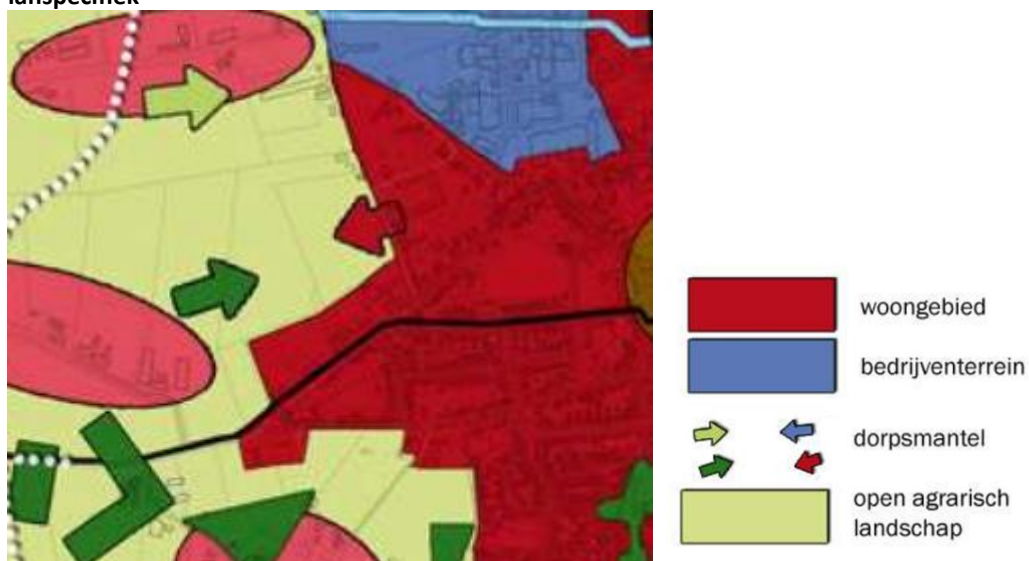 woongebied
bedrijventerrein
dorpsmantel
open agrarisch
landschap